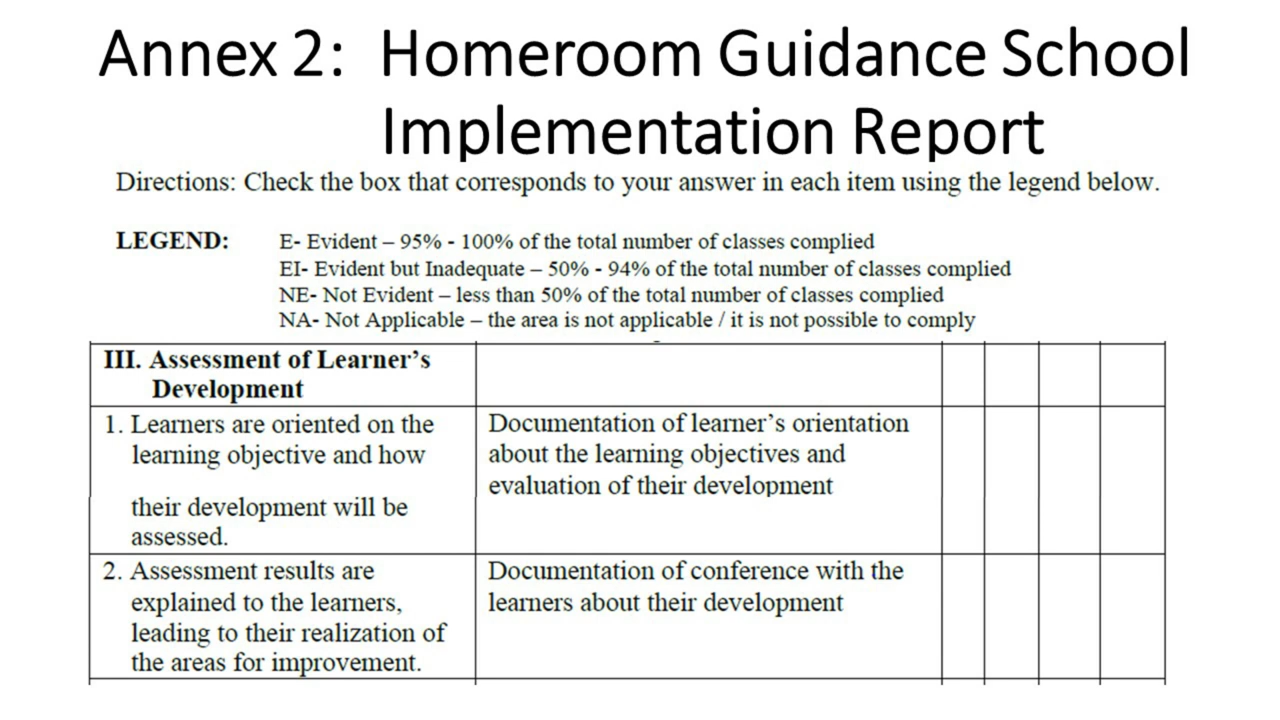 Annex 2: Homeroom Guidance School
Implementation Report
Directions: Check the box that corresponds to your answer in each item using the legend below.
LEGEND: E- Evident – 95% - 100% of the total number of classes complied
EI- Evident but Inadequate – 50% - 94% of the total number of classes complied
NE- Not Evident – less than 50% of the total number of classes complied
NA- Not Applicable – the area is not applicable / it is not possible to comply
III. Assessment of Learner’s
Development
1. Learners are oriented on the
learning objective and how
their development will be
assessed.
Documentation of learner’s orientation
about the learning objectives and
evaluation of their development
2. Assessment results are
explained to the learners,
leading to their realization of
the areas for improvement.
Documentation of conference with the
learners about their development